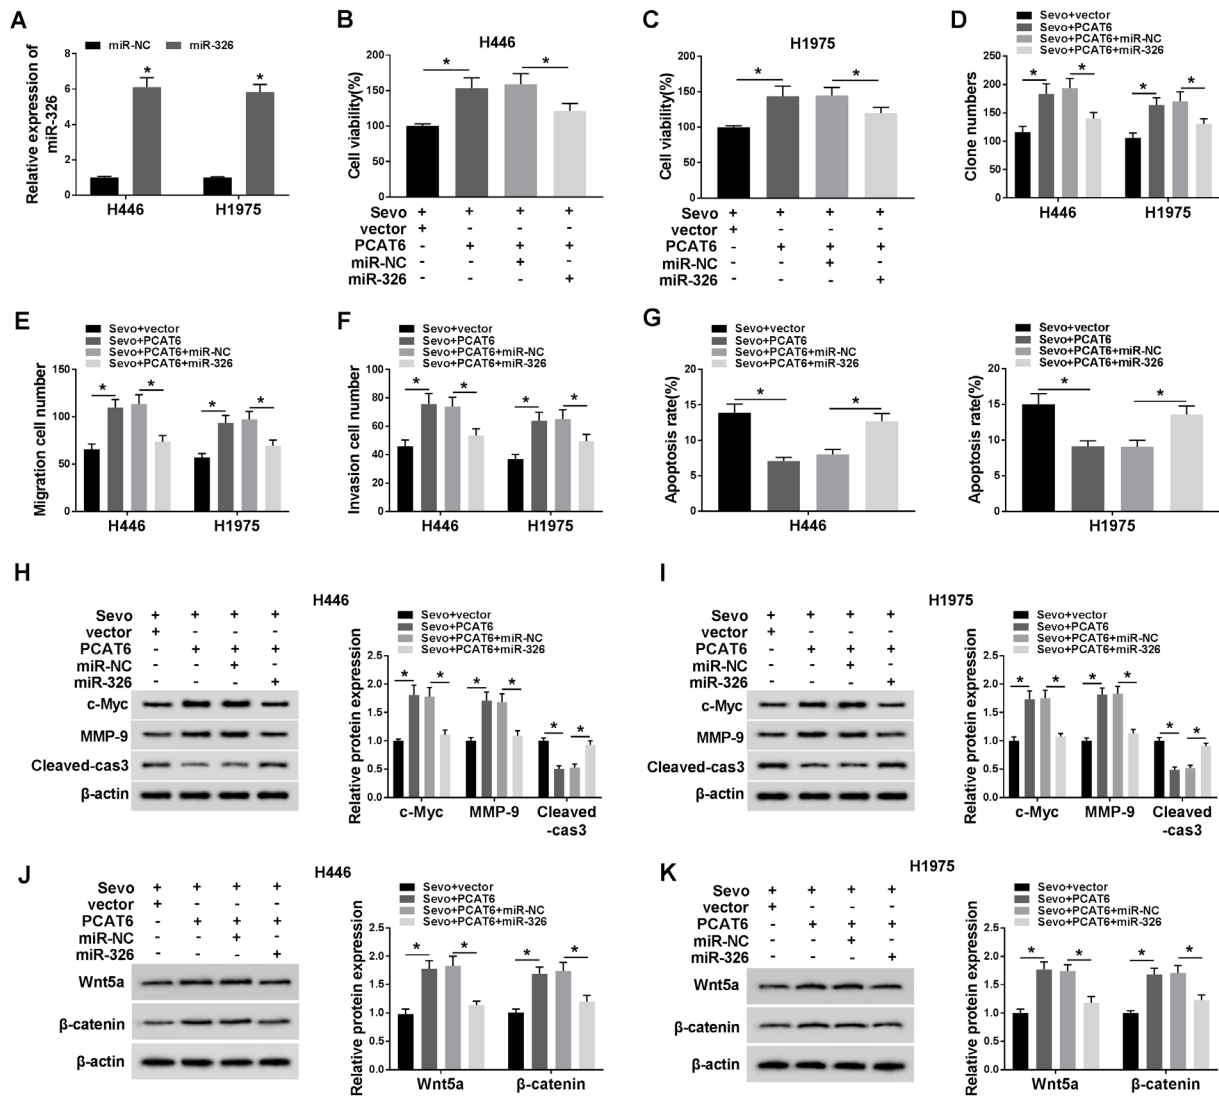 A
miR-NC
miR-326
Relative expression of
miR-326
8
6
4
2
0
*
*
H446
H1975
B
H446
Cell viability(%)
200
150
100
50
0
*
*
Sevo + + + +
vector + - - -
PCAT6 - + + +
miR-NC - - + -
miR-326 - - - +
C
H1975
Cell viability(%)
200
150
100
50
0
*
*
Sevo + + + +
vector + - - -
PCAT6 - + + +
miR-NC - - + -
miR-326 - - - +
D
Sevo+vector
Sevo+PCAT6
Sevo+PCAT6+miR-NC
Sevo+PCAT6+miR-326
Clone numbers
250
200
150
100
50
0
*
*
*
*
H446
H1975
E
Sevo+vector
Sevo+PCAT6
Sevo+PCAT6+miR-NC
Sevo+PCAT6+miR-326
Migration cell number
150
100
50
0
*
*
*
*
H446
H1975
F
Sevo+vector
Sevo+PCAT6
Sevo+PCAT6+miR-NC
Sevo+PCAT6+miR-326
Invasion cell number
100
80
60
40
20
0
*
*
*
*
H446
H1975
G
Sevo+vector
Sevo+PCAT6
Sevo+PCAT6+miR-NC
Sevo+PCAT6+miR-326
Apoptosis rate(%)
20
15
10
5
0
*
*
H446
Sevo+vector
Sevo+PCAT6
Sevo+PCAT6+miR-NC
Sevo+PCAT6+miR-326
Apoptosis rate(%)
20
15
10
5
0
*
*
H1975
H
H446
Sevo + + + +
vector + - - -
PCAT6 - + + +
miR-NC - - + -
miR-326 - - - +
c-Myc
MMP-9
Cleaved-cas3
β-actin
Sevo+vector
Sevo+PCAT6
Sevo+PCAT6+miR-NC
Sevo+PCAT6+miR-326
Relative protein expression
2.5
2.0
1.5
1.0
0.5
0.0
*
*
*
*
*
*
c-Myc
MMP-9
Cleaved
-cas3
I
H1975
Sevo + + + +
vector + - - -
PCAT6 - + + +
miR-NC - - + -
miR-326 - - - +
c-Myc
MMP-9
Cleaved-cas3
β-actin
Sevo+vector
Sevo+PCAT6
Sevo+PCAT6+miR-NC
Sevo+PCAT6+miR-326
Relative protein expression
2.5
2.0
1.5
1.0
0.5
0.0
*
*
*
*
*
*
c-Myc
MMP-9
Cleaved
-cas3
J
H446
Sevo + + + +
vector + - - -
PCAT6 - + + +
miR-NC - - + -
miR-326 - - - +
Wnt5a
β-catenin
β-actin
Sevo+vector
Sevo+PCAT6
Sevo+PCAT6+miR-NC
Sevo+PCAT6+miR-326
Relative protein expression
2.5
2.0
1.5
1.0
0.5
0.0
*
*
*
*
Wnt5a
β-catenin
K
H1975
Sevo + + + +
vector + - - -
PCAT6 - + + +
miR-NC - - + -
miR-326 - - - +
Wnt5a
β-catenin
β-actin
Sevo+vector
Sevo+PCAT6
Sevo+PCAT6+miR-NC
Sevo+PCAT6+miR-326
Relative protein expression
2.5
2.0
1.5
1.0
0.5
0.0
*
*
*
*
Wnt5a
β-catenin